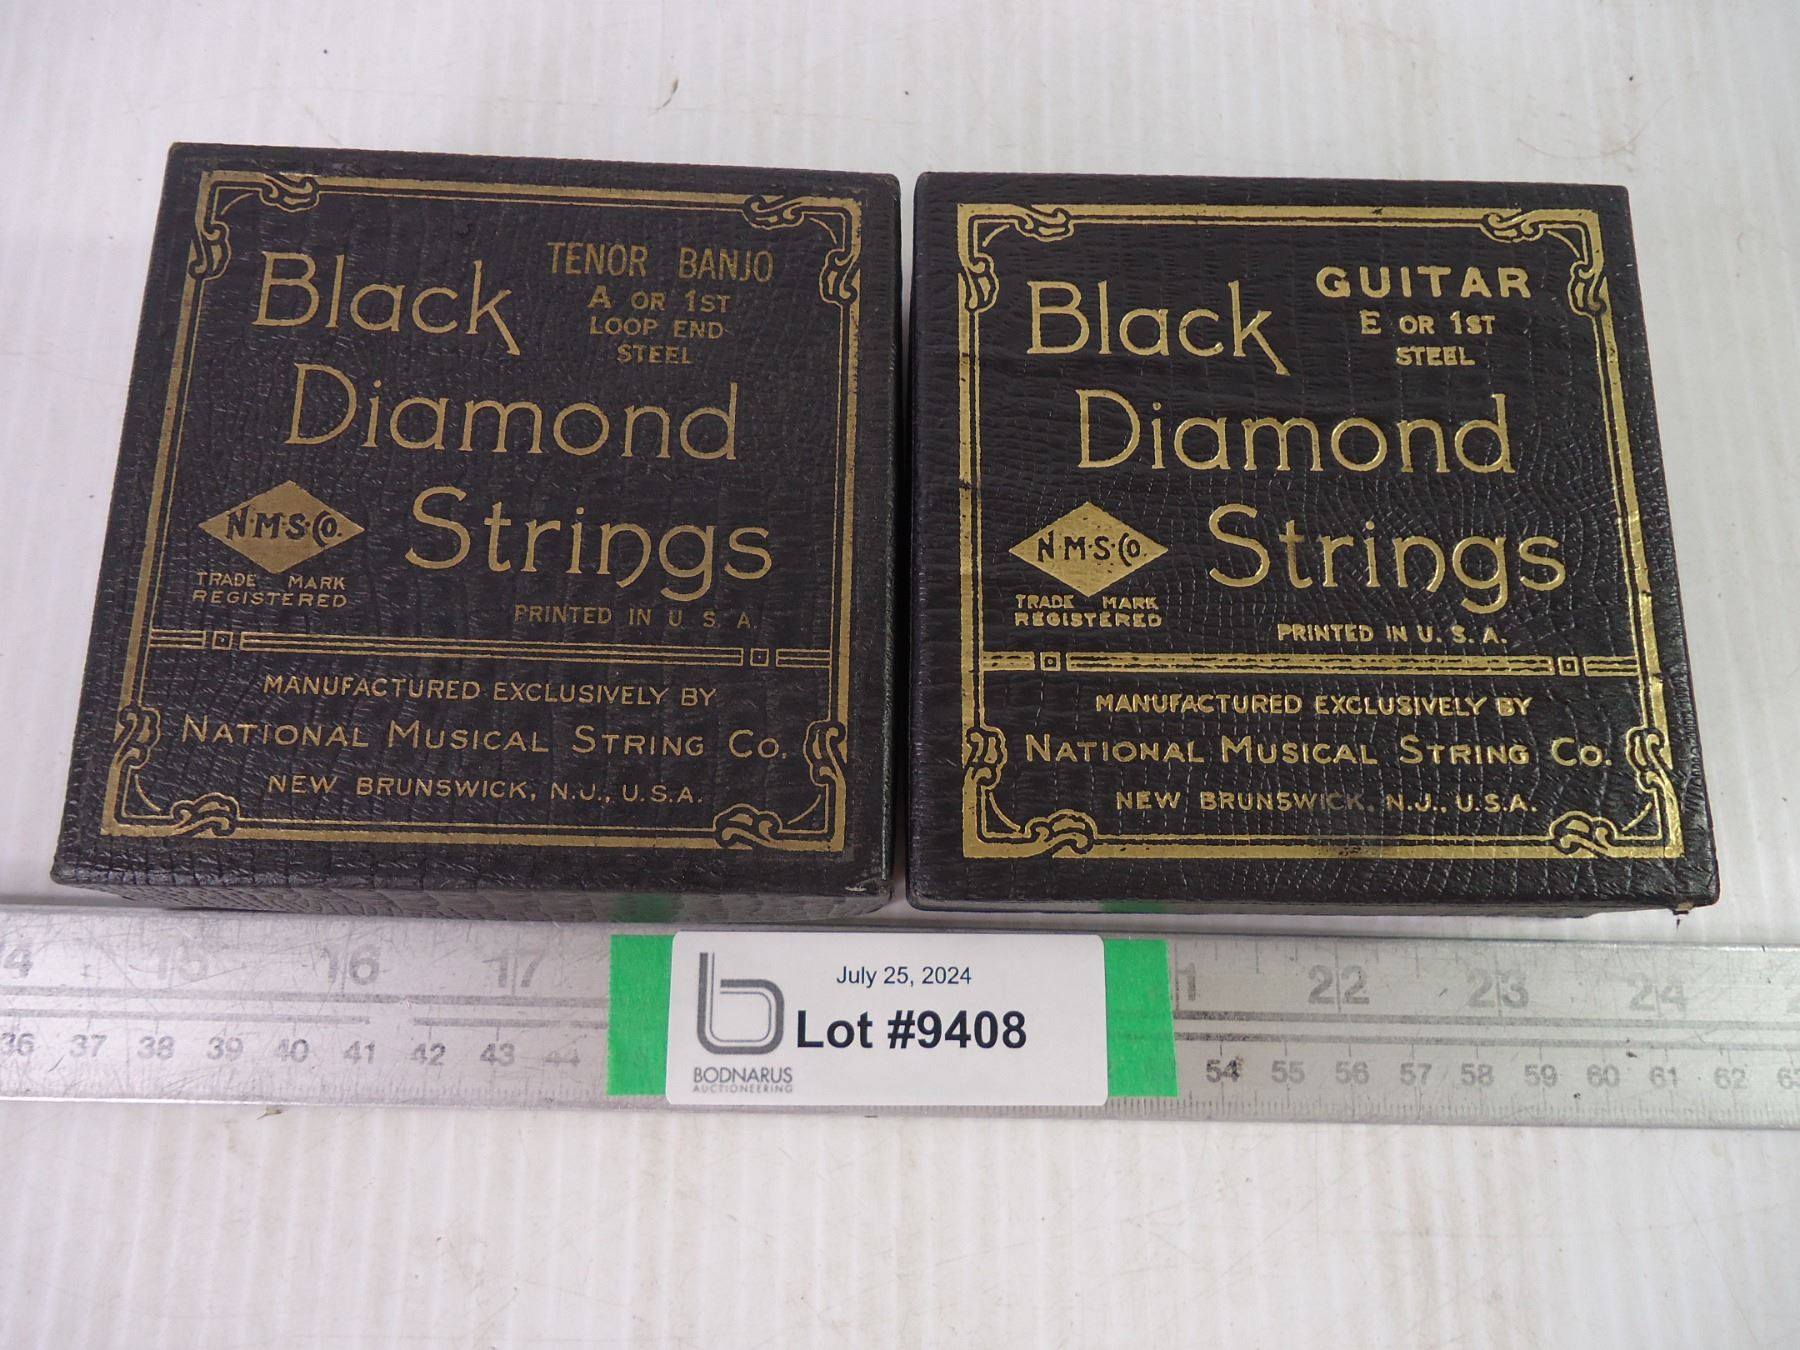 TENOR BANJO
A OR 1ST
LOOP END
STEEL
Black
Diamond
Strings
N·M·S·Co.
TRADE MARK
REGISTERED
PRINTED IN U. S. A.
MANUFACTURED EXCLUSIVELY BY
NATIONAL MUSICAL STRING CO.
NEW BRUNSWICK, N.J., U.S.A.
GUITAR
E OR 1ST
STEEL
Black
Diamond
Strings
N·M·S·Co.
TRADE MARK
REGISTERED
PRINTED IN U. S. A.
MANUFACTURED EXCLUSIVELY BY
NATIONAL MUSICAL STRING CO.
NEW BRUNSWICK, N.J., U.S.A.
15 16 17
22 23 24
36 37 38 39 40 41 42 43 44
54 55 56 57 58 59 60 61 62 63
July 25, 2024
Lot #9408
BODNARUS
AUCTIONEERING